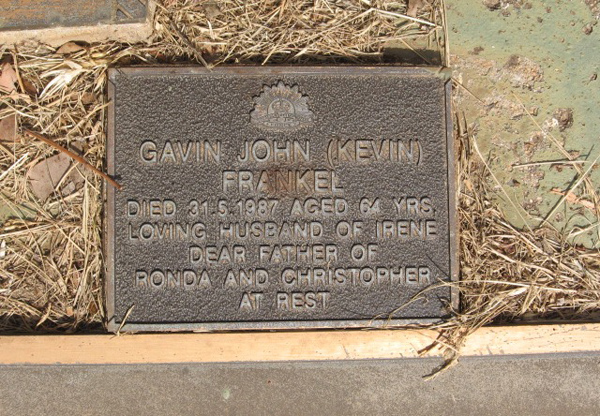 GAVIN JOHN (KEVIN)
FRANKEL
DIED 31.5.1987 AGED 64 YRS.
LOVING HUSBAND OF IRENE
DEAR FATHER OF
RONDA AND CHRISTOPHER
AT REST